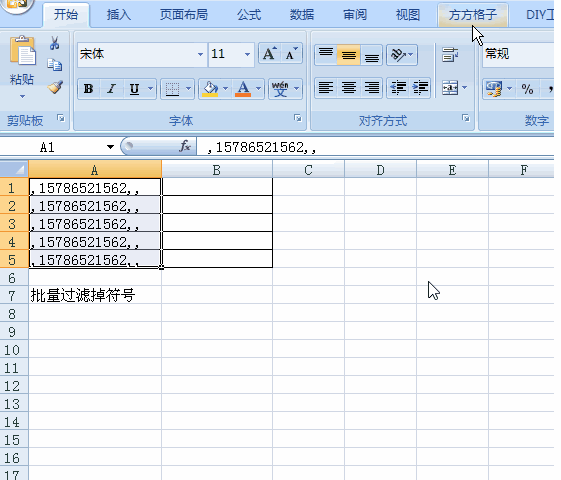 开始 插入 页面布局 公式 数据 审阅 视图 方方格子 DIY工
宋体 11 A A 常规
粘贴 B I U A wén 文 % ,
剪贴板 字体 对齐方式 数字
A1 fx ,15786521562,,
A B C D E F
1 ,15786521562,,
2 ,15786521562,,
3 ,15786521562,,
4 ,15786521562,,
5 ,15786521562,,
6
7 批量过滤掉符号
8
9
10
11
12
13
14
15
16
17